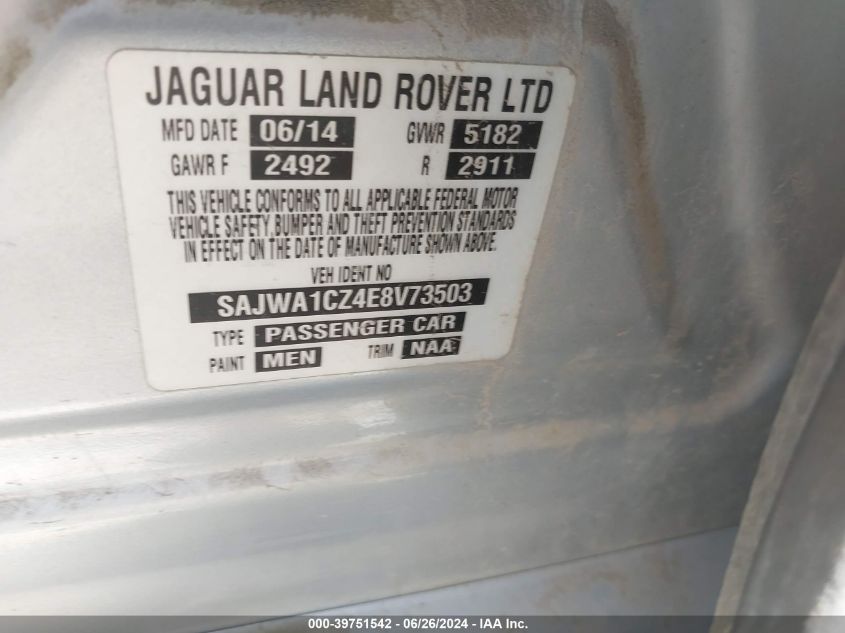 JAGUAR LAND ROVER LTD
MFD DATE 06/14 GVWR 5182
GAWR F 2492 R 2911
THIS VEHICLE CONFORMS TO ALL APPLICABLE FEDERAL MOTOR
VEHICLE SAFETY, BUMPER AND THEFT PREVENTION STANDARDS
IN EFFECT ON THE DATE OF MANUFACTURE SHOWN ABOVE.
VEH IDENT NO
SAJWA1CZ4E8V73503
TYPE PASSENGER CAR
PAINT MEN TRIM NAA
000-39751542 - 06/26/2024 - IAA Inc.